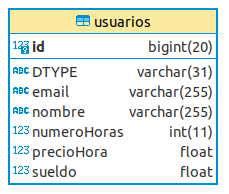 usuarios
123 id bigint(20)
ABC DTYPE varchar(31)
ABC email varchar(255)
ABC nombre varchar(255)
123 numeroHoras int(11)
123 precioHora float
123 sueldo float